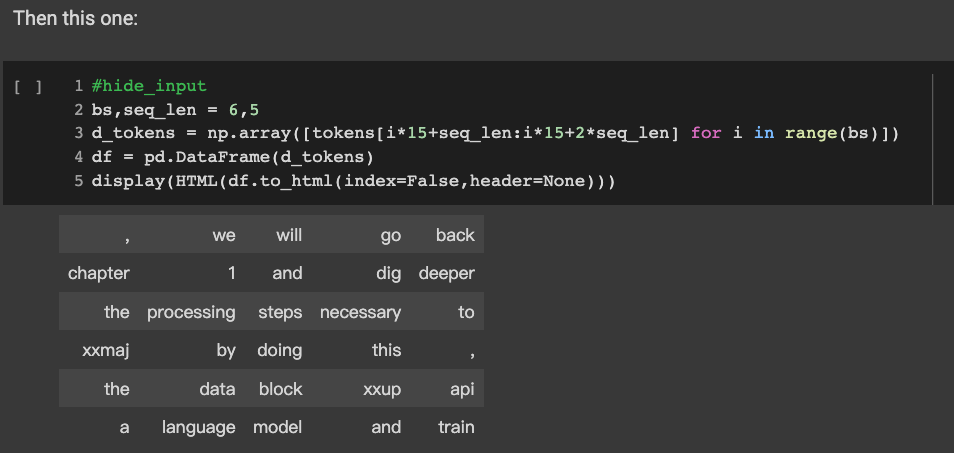 Then this one:
[ ] 1 #hide_input
2 bs,seq_len = 6,5
3 d_tokens = np.array([tokens[i*15+seq_len:i*15+2*seq_len] for i in range(bs)])
4 df = pd.DataFrame(d_tokens)
5 display(HTML(df.to_html(index=False,header=None)))
, we will go back
chapter 1 and dig deeper
the processing steps necessary to
xxmaj by doing this ,
the data block xxup api
a language model and train